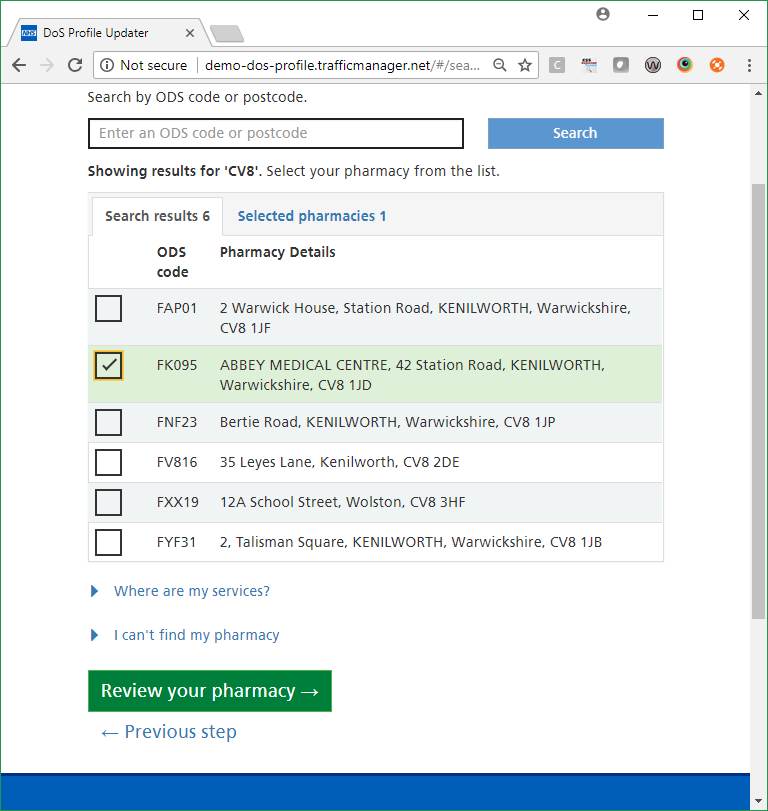 NHS DoS Profile Updater
Not secure demo-dos-profile.trafficmanager.net/#/sea...
Search by ODS code or postcode.
Enter an ODS code or postcode Search
Showing results for 'CV8'. Select your pharmacy from the list.
Search results 6 Selected pharmacies 1
ODS code Pharmacy Details
FAP01 2 Warwick House, Station Road, KENILWORTH, Warwickshire,
CV8 1JF
FK095 ABBEY MEDICAL CENTRE, 42 Station Road, KENILWORTH,
Warwickshire, CV8 1JD
FNF23 Bertie Road, KENILWORTH, Warwickshire, CV8 1JP
FV816 35 Leyes Lane, Kenilworth, CV8 2DE
FXX19 12A School Street, Wolston, CV8 3HF
FYF31 2, Talisman Square, KENILWORTH, Warwickshire, CV8 1JB
Where are my services?
I can't find my pharmacy
Review your pharmacy →
← Previous step